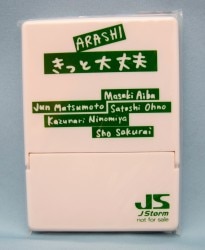 ARASHI
きっと大丈夫
Masaki Aiba
Jun Matsumoto Satoshi Ohno
Kazunari Ninomiya
Sho Sakurai
JS
J Storm
not for sale